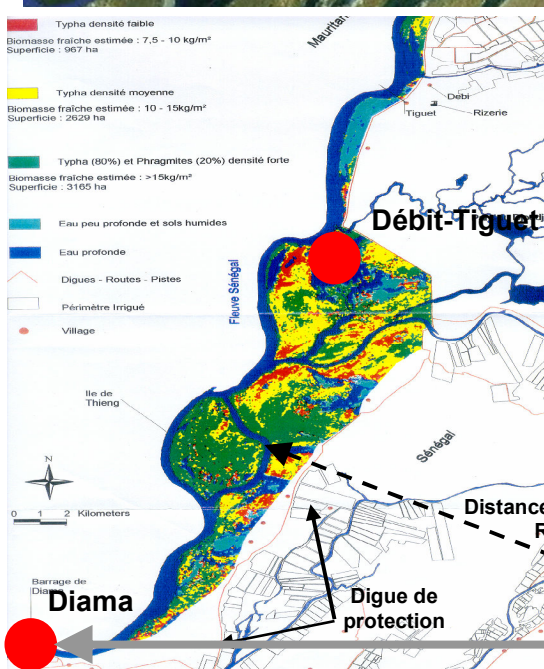 Typha densité faible
Biomasse fraîche estimée : 7,5 - 10 kg/m²
Superficie : 967 ha
Typha densité moyenne
Biomasse fraîche estimée : 10 - 15kg/m²
Superficie : 2629 ha
Typha (80%) et Phragmites (20%) densité forte
Biomasse fraîche estimée : >15kg/m²
Superficie : 3165 ha
Eau peu profonde et sols humides
Eau profonde
Digues - Routes - Pistes
Périmètre Irrigué
Village
Débi
Tiguet
Rizerie
Débit-Tiguet
Fleuve Sénégal
Ile de
Thieng
Sénégal
N
0 1 2 Kilometers
Distance
R
Barrage de
Diama
Diama
Digue de
protection